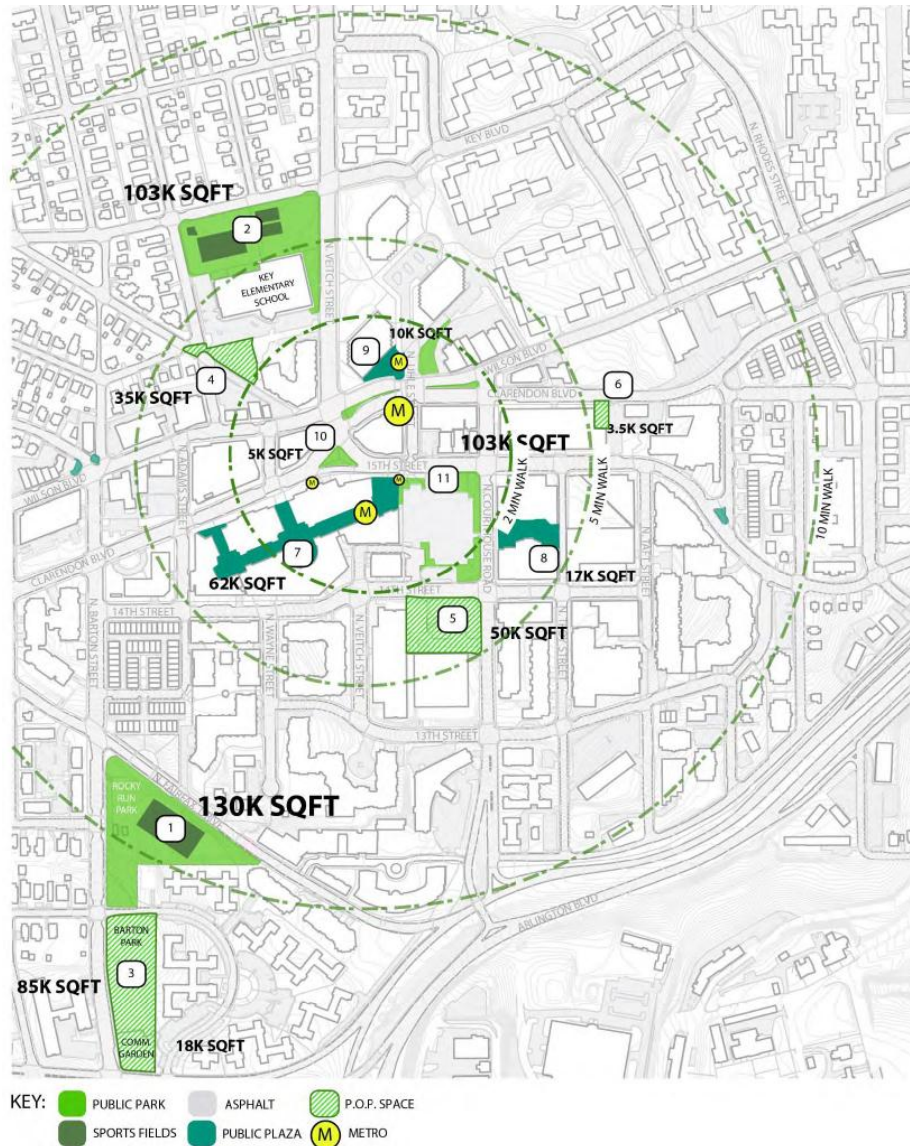 KEY BLVD
N. RHODES STREET
103K SQFT
2
N. VEITCH STREET
KEY
ELEMENTARY
SCHOOL
10K SQFT
9
M
WILSON BLVD
4
6
CLARENDON BLVD
35K SQFT
M
3.5K SQFT
10
103K SQFT
5K SQFT
15TH STREET
11
M
M
2 MIN WALK
5 MIN WALK
10 MIN WALK
WILSON BLVD
N. ADAMS STREET
M
7
8
CLARENDON BLVD
62K SQFT
17K SQFT
14TH STREET
14TH STREET
5
50K SQFT
N. BARTON STREET
N. WAYNE STREET
N. VEITCH STREET
13TH STREET
ROCKY
RUN
PARK
130K SQFT
1
ARLINGTON BLVD
BARTON
PARK
3
85K SQFT
COMM.
GARDEN
18K SQFT
KEY:
PUBLIC PARK
ASPHALT
P.O.P. SPACE
SPORTS FIELDS
PUBLIC PLAZA
M METRO